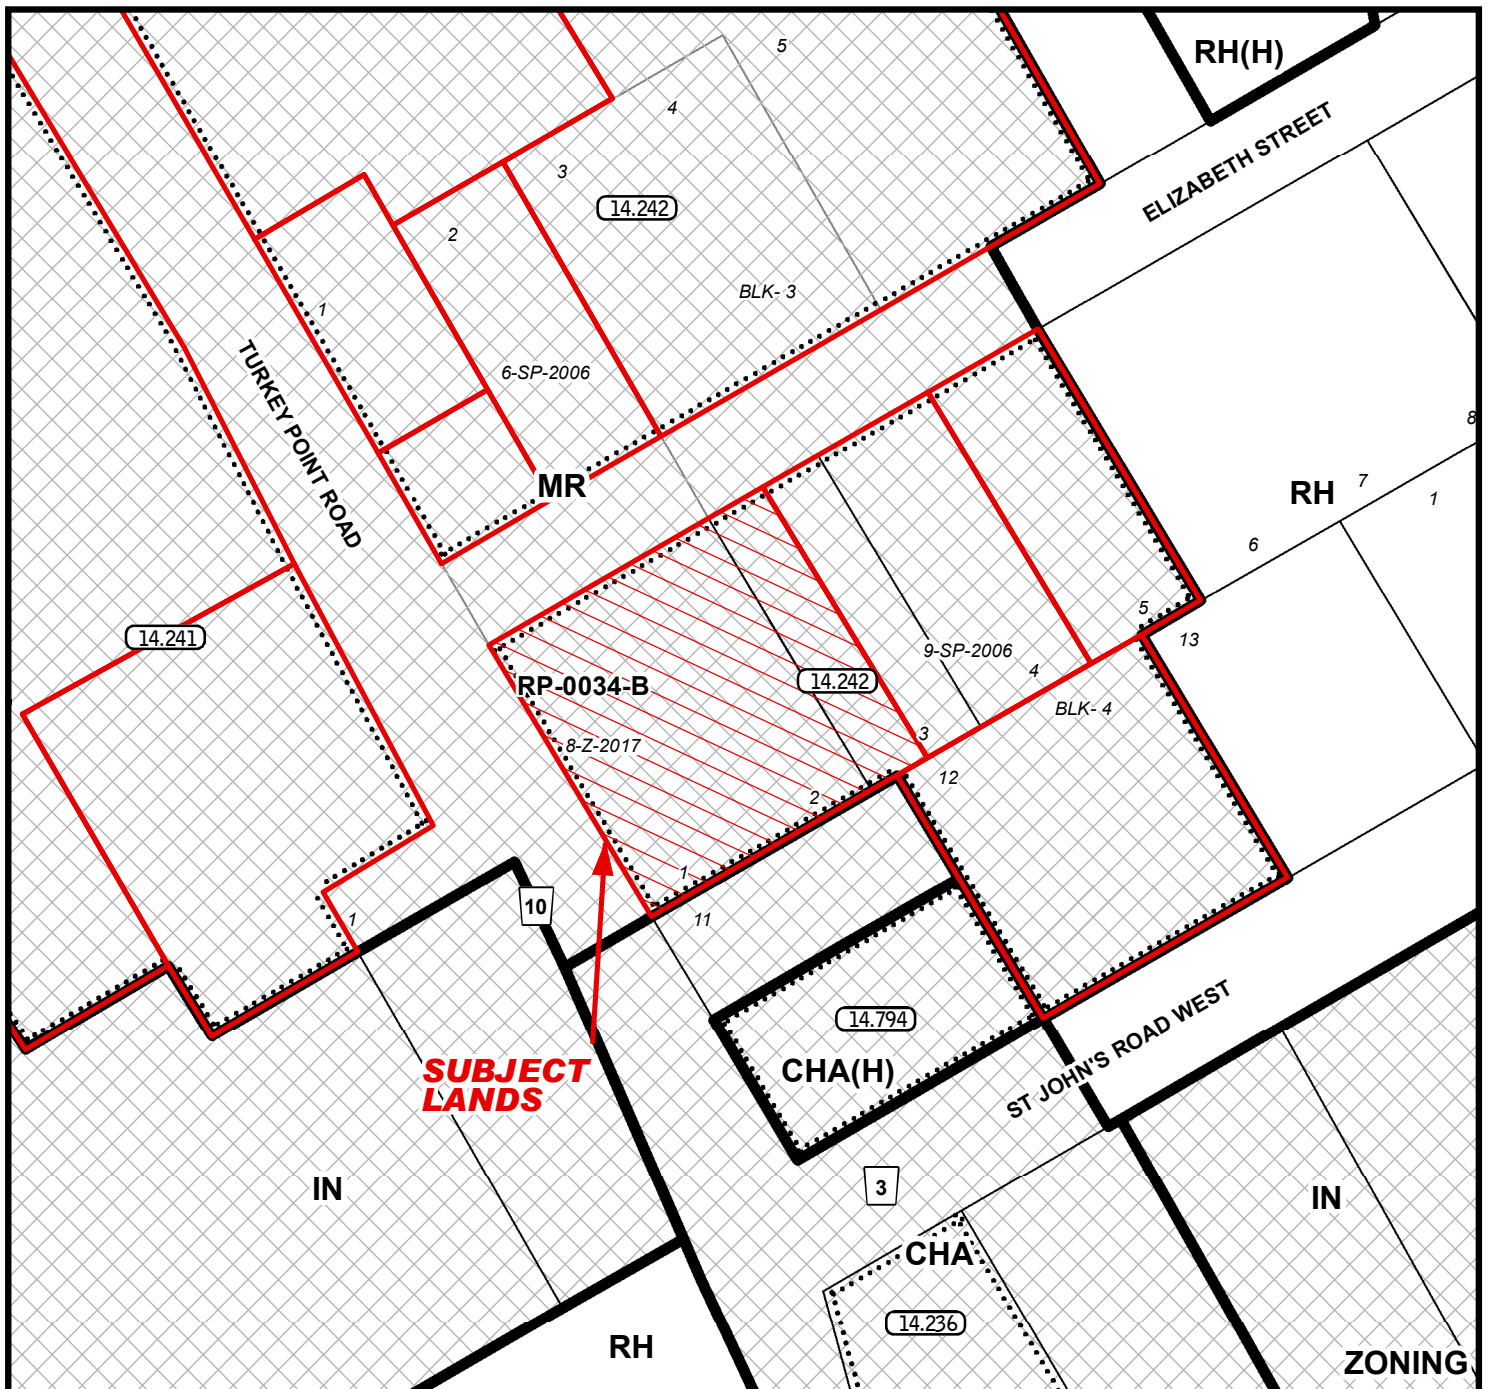 5
RH(H)
4
ELIZABETH STREET
3
14.242
2
1
BLK- 3
TURKEY POINT ROAD
6-SP-2006
8
MR
7
RH
1
6
5
14.241
13
9-SP-2006
4
14.242
RP-0034-B
BLK- 4
3
8-Z-2017
12
2
1
10
1
11
14.794
ST JOHN'S ROAD WEST
SUBJECT
LANDS
CHA(H)
3
IN
IN
CHA
14.236
RH
ZONING